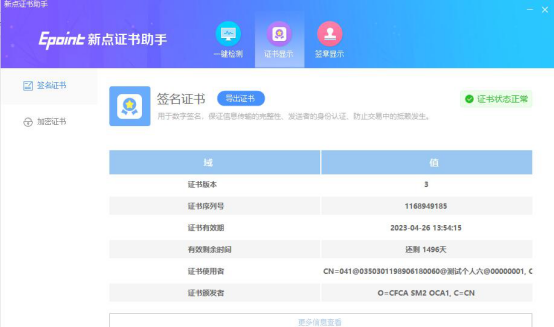 新点证书助手
Epoint 新点证书助手
一键检测
证书显示
签章显示
签名证书
加密证书
签名证书
导出证书
证书状态正常
用于数字签名、保证信息传输的完整性、发送者的身份认证、防止交易中的抵赖发生。
域 值
证书版本 3
证书序列号 1168949185
证书有效期 2023-04-26 13:54:15
有效剩余时间 还剩 1496天
证书使用者 CN=041@0350301198906180060@测试个人六@00000001, C
证书颁发者 O=CFCA SM2 OCA1, C=CN
更多信息查看